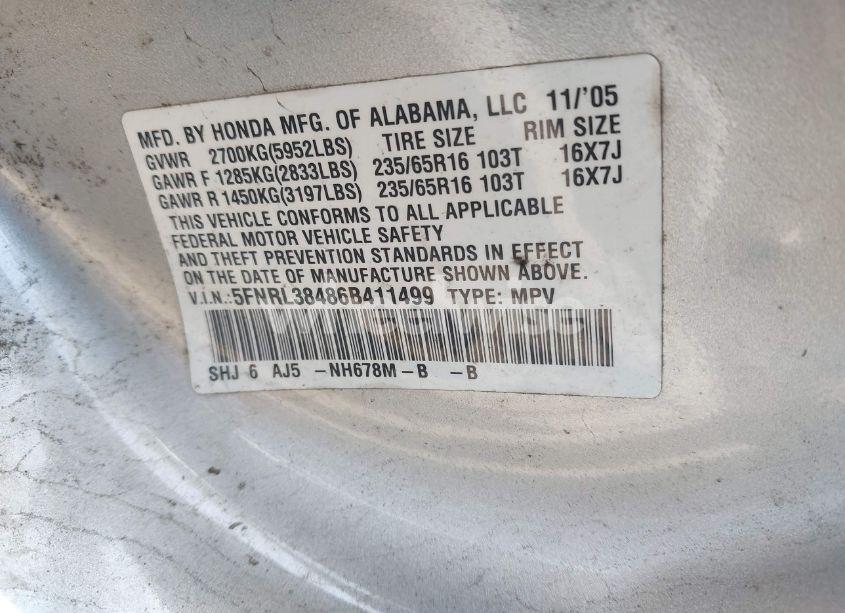 MFD. BY HONDA MFG. OF ALABAMA, LLC 11/'05
GVWR 2700KG(5952LBS) TIRE SIZE RIM SIZE
GAWR F 1285KG(2833LBS) 235/65R16 103T 16X7J
GAWR R 1450KG(3197LBS) 235/65R16 103T 16X7J
THIS VEHICLE CONFORMS TO ALL APPLICABLE
FEDERAL MOTOR VEHICLE SAFETY
AND THEFT PREVENTION STANDARDS IN EFFECT
ON THE DATE OF MANUFACTURE SHOWN ABOVE.
V.I.N.:5FNRL38486B411499 TYPE: MPV
SHJ 6 AJ5 -NH678M-B -B